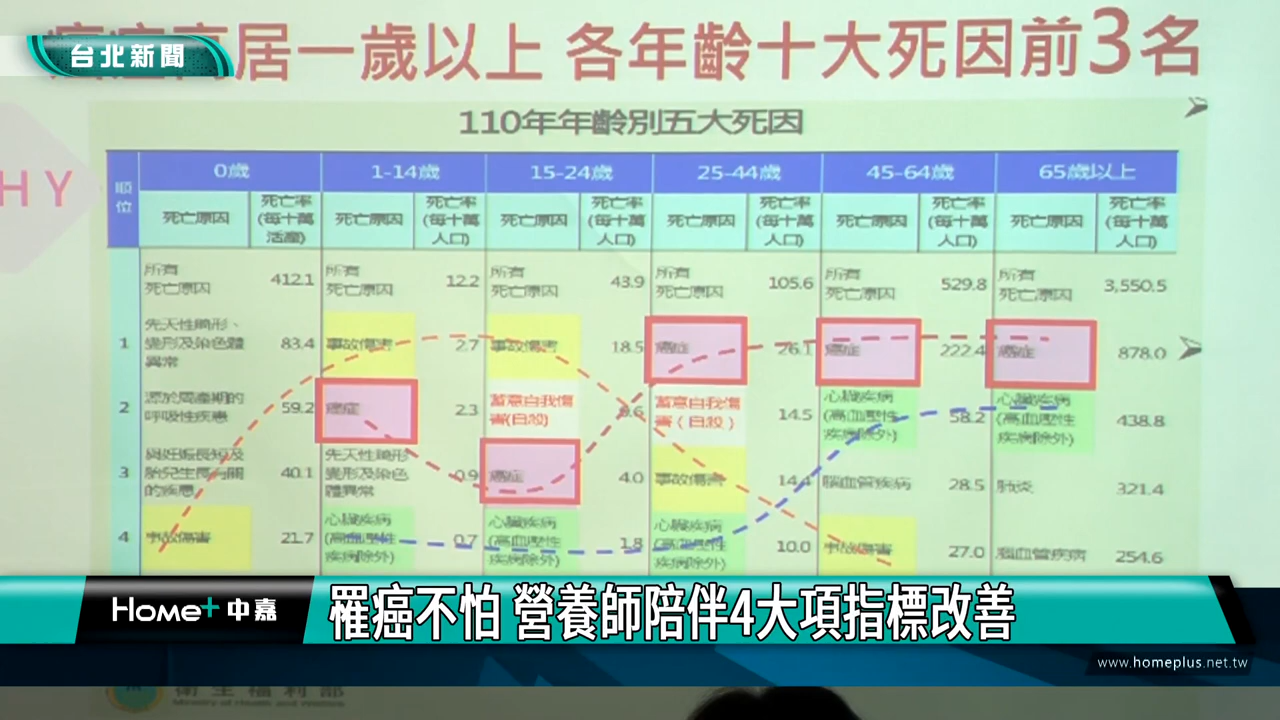 台北新聞
居一歲以上 各年齡十大死因前3名
HY
110年年齡別五大死因
順位 0歲 1-14歲 15-24歲 25-44歲 45-64歲 65歲以上
死亡原因 死亡率(每十萬活產) 死亡原因 死亡率(每十萬人口) 死亡原因 死亡率(每十萬人口) 死亡原因 死亡率(每十萬人口) 死亡原因 死亡率(每十萬人口) 死亡原因 死亡率(每十萬人口)
所有死亡原因 412.1 所有死亡原因 12.2 所有死亡原因 43.9 所有死亡原因 105.6 所有死亡原因 529.8 所有死亡原因 3,550.5
1 先天性畸形、變形及染色體異常 83.4 事故傷害 2.7 事故傷害 18.5 癌症 26.1 癌症 222.4 癌症 878.0
2 源於周產期的呼吸性疾患 59.2 癌症 2.3 蓄意自我傷害(自殺) 9.6 蓄意自我傷害(自殺) 14.5 心臟疾病(高血壓性疾病除外) 58.2 心臟疾病(高血壓性疾病除外) 438.8
3 與妊娠長短及胎兒生長有關的疾患 40.1 先天性畸形變形及染色體異常 0.9 癌症 4.0 事故傷害 14.4 腦血管疾病 28.5 肺炎 321.4
4 事故傷害 21.7 心臟疾病(高血壓性疾病除外) 0.7 心臟疾病(高血壓性疾病除外) 1.8 心臟疾病(高血壓性疾病除外) 10.0 事故傷害 27.0 腦血管疾病 254.6
Home+ 中嘉
罹癌不怕 營養師陪伴4大項指標改善
www.homeplus.net.tw
衛生福利部
Ministry of Health and Welfare